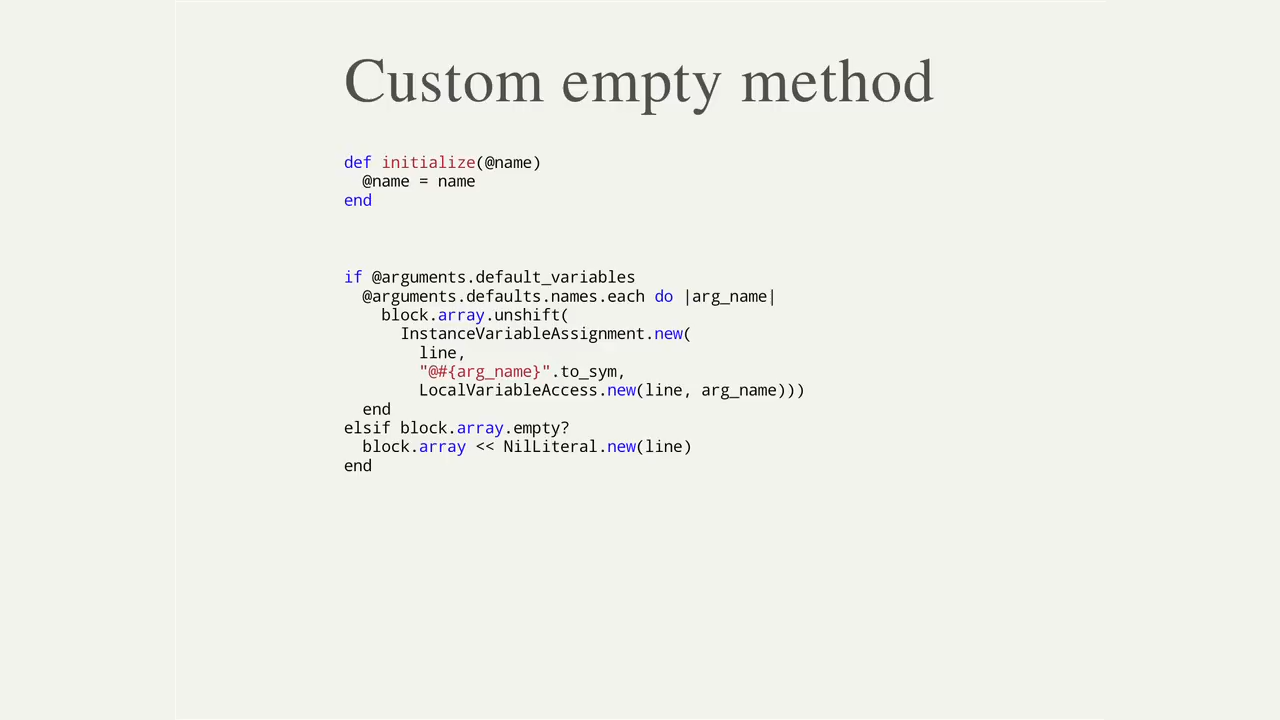 Custom empty method
def initialize(@name)
  @name = name
end
if @arguments.default_variables
  @arguments.defaults.names.each do |arg_name|
    block.array.unshift(
      InstanceVariableAssignment.new(
        line,
        "@#{arg_name}".to_sym,
        LocalVariableAccess.new(line, arg_name)))
  end
elsif block.array.empty?
  block.array << NilLiteral.new(line)
end